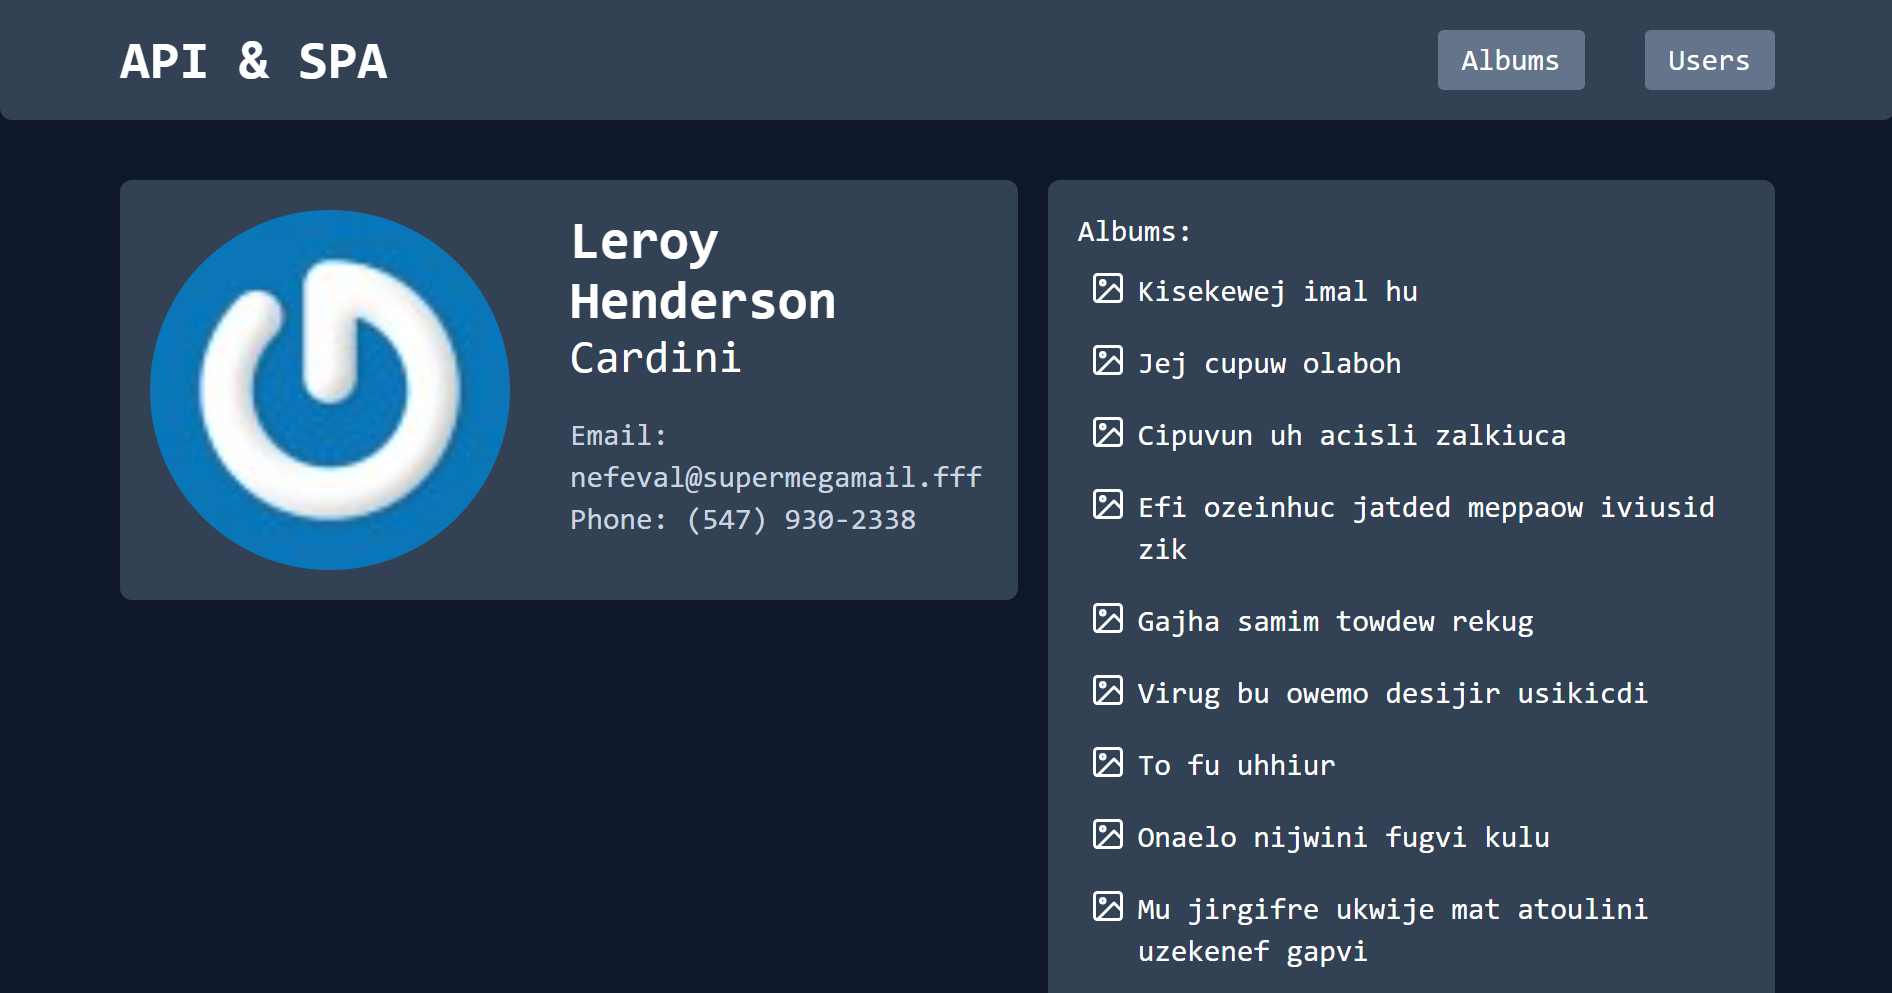 API & SPA
Albums
Users
Leroy
Henderson
Cardini
Email:
nefeval@supermegamail.fff
Phone: (547) 930-2338
Albums:
Kisekewej imal hu
Jej cupuw olaboh
Cipuvun uh acisli zalkiuca
Efi ozeinhuc jatded meppaow iviusid
zik
Gajha samim towdew rekug
Virug bu owemo desijir usikicdi
To fu uhhiur
Onaelo nijwini fugvi kulu
Mu jirgifre ukwije mat atoulini
uzekenef gapvi